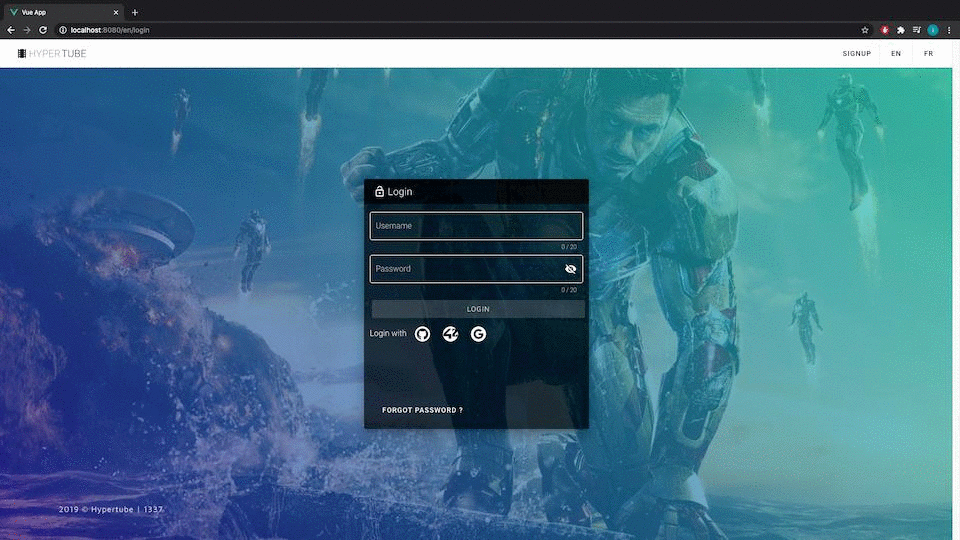 Vue App
localhost:8080/en/login
HYPERTUBE
SIGNUP
EN
FR
Login
Username
0 / 20
Password
0 / 20
LOGIN
Login with
42
G
FORGOT PASSWORD ?
2019 © Hypertube | 1337